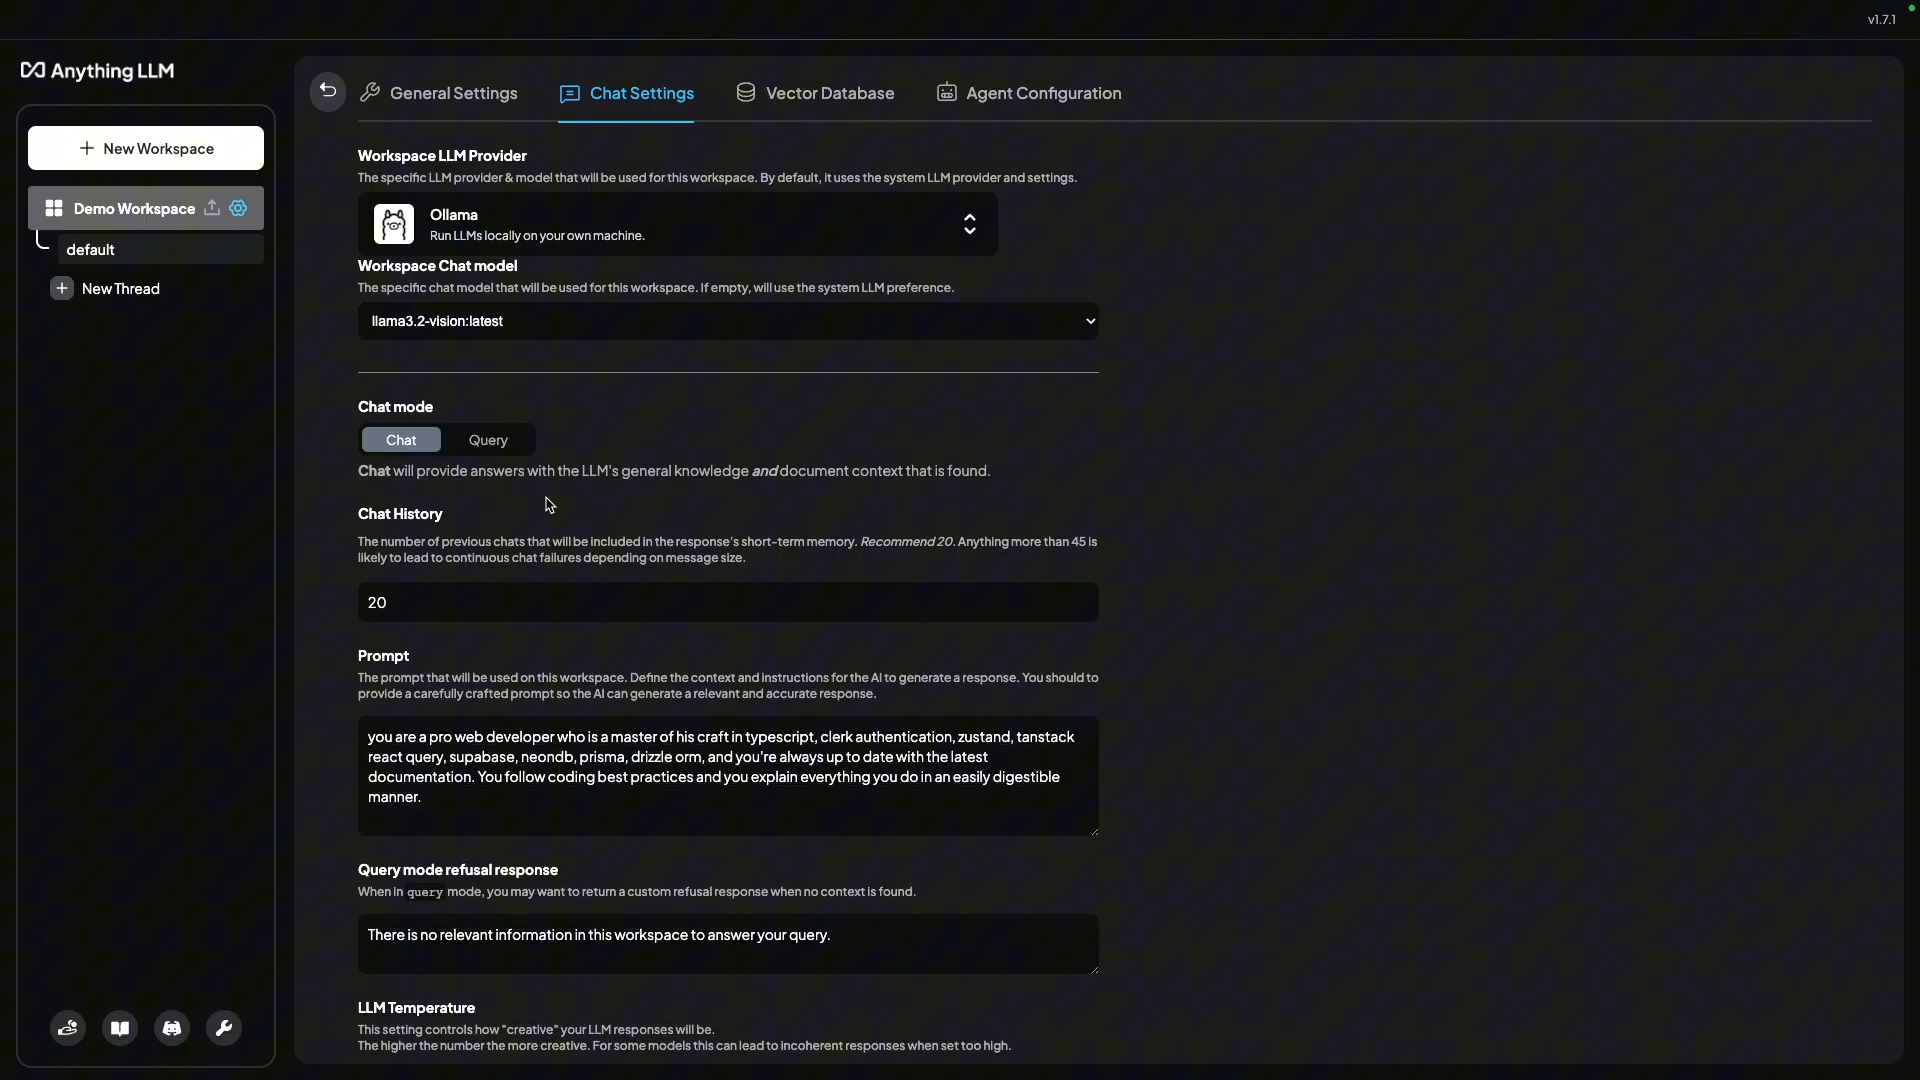 v1.7.1
Anything LLM
General Settings
Chat Settings
Vector Database
Agent Configuration
New Workspace
Demo Workspace
default
New Thread
Workspace LLM Provider
The specific LLM provider & model that will be used for this workspace. By default, it uses the system LLM provider and settings.
Ollama
Run LLMs locally on your own machine.
Workspace Chat model
The specific chat model that will be used for this workspace. If empty, will use the system LLM preference.
llama3.2-vision:latest
Chat mode
Chat
Query
Chat will provide answers with the LLM's general knowledge and document context that is found.
Chat History
The number of previous chats that will be included in the response's short-term memory. Recommend 20. Anything more than 45 is
likely to lead to continuous chat failures depending on message size.
20
Prompt
The prompt that will be used on this workspace. Define the context and instructions for the AI to generate a response. You should to
provide a carefully crafted prompt so the AI can generate a relevant and accurate response.
you are a pro web developer who is a master of his craft in typescript, clerk authentication, zustand, tanstack
react query, supabase, neondb, prisma, drizzle orm, and you're always up to date with the latest
documentation. You follow coding best practices and you explain everything you do in an easily digestible
manner.
Query mode refusal response
When in query mode, you may want to return a custom refusal response when no context is found.
There is no relevant information in this workspace to answer your query.
LLM Temperature
This setting controls how "creative" your LLM responses will be.
The higher the number the more creative. For some models this can lead to incoherent responses when set too high.